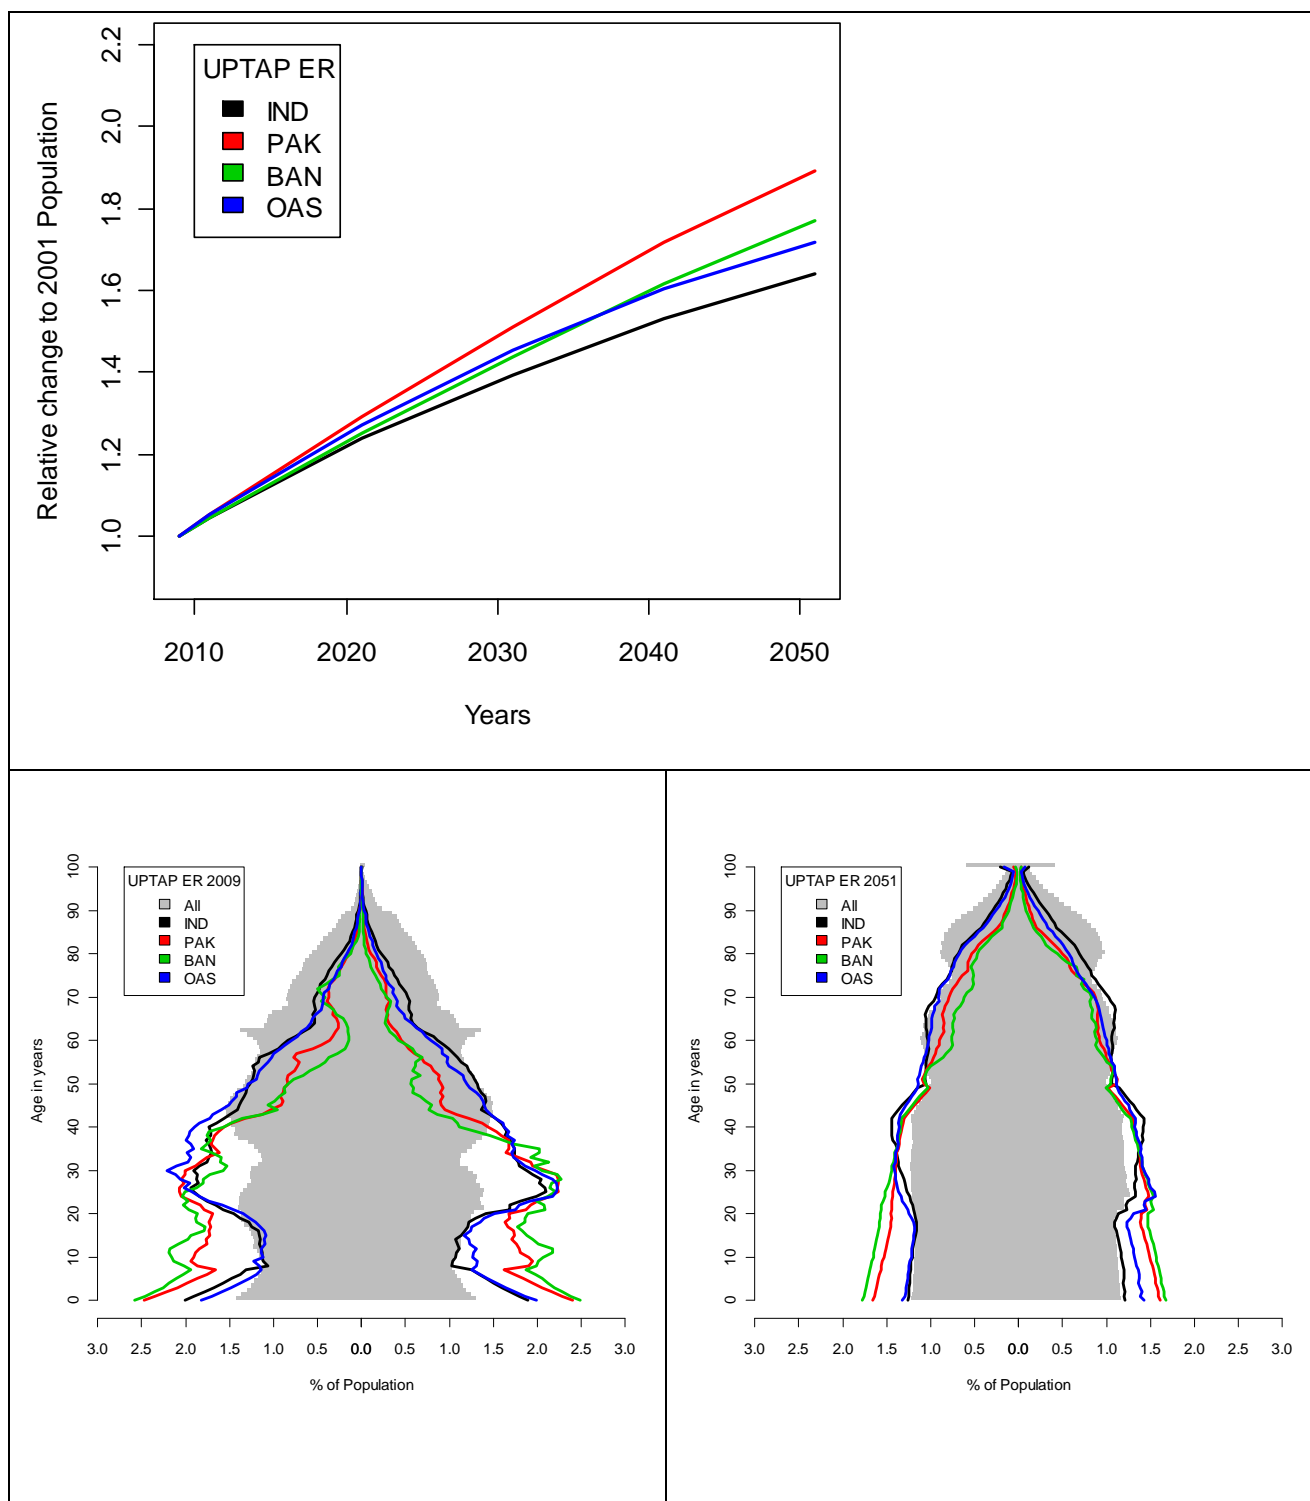 UPTAP ER
IND
PAK
BAN
OAS
Relative change to 2001 Population
2.2
2.0
1.8
1.6
1.4
1.2
1.0
2010 2020 2030 2040 2050
Years
UPTAP ER 2009
All
IND
PAK
BAN
OAS
Age in years
100
90
80
70
60
50
40
30
20
10
0
3.0 2.5 2.0 1.5 1.0 0.5 0.0 0.0 0.5 1.0 1.5 2.0 2.5 3.0
% of Population
UPTAP ER 2051
All
IND
PAK
BAN
OAS
Age in years
100
90
80
70
60
50
40
30
20
10
0
3.0 2.5 2.0 1.5 1.0 0.5 0.0 0.0 0.5 1.0 1.5 2.0 2.5 3.0
% of Population